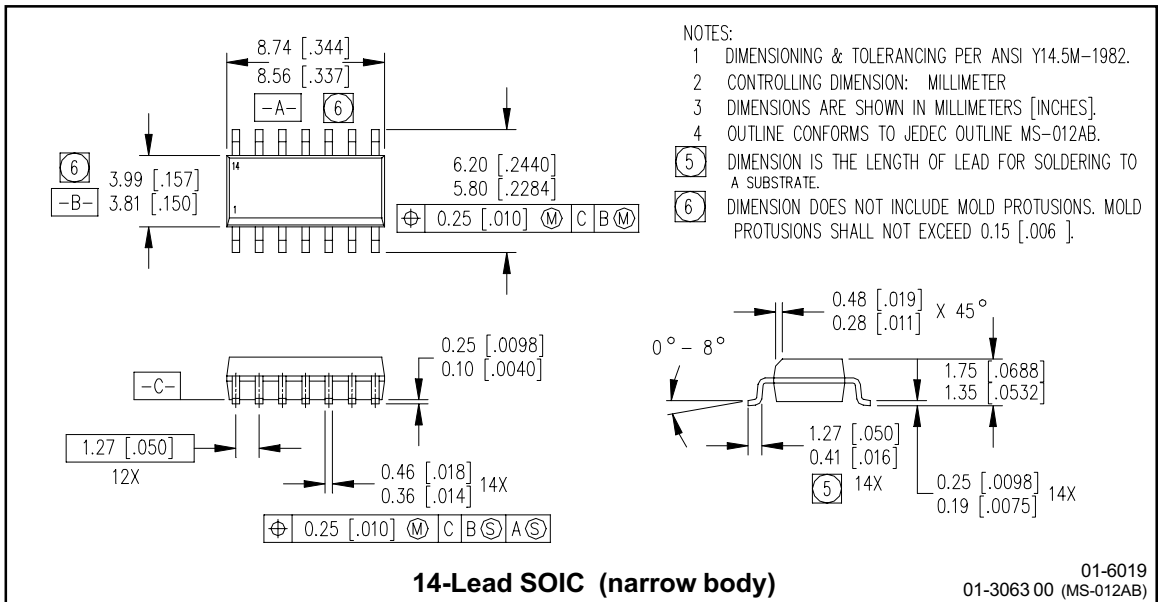 8.74 [.344]
8.56 [.337]
-A- 6
14
1
6
3.99 [.157]
-B- 3.81 [.150]
6.20 [.2440]
5.80 [.2284]
⌖ 0.25 [.010] Ⓜ C B Ⓜ
NOTES:
1 DIMENSIONING & TOLERANCING PER ANSI Y14.5M-1982.
2 CONTROLLING DIMENSION: MILLIMETER
3 DIMENSIONS ARE SHOWN IN MILLIMETERS [INCHES].
4 OUTLINE CONFORMS TO JEDEC OUTLINE MS-012AB.
5 DIMENSION IS THE LENGTH OF LEAD FOR SOLDERING TO
A SUBSTRATE.
6 DIMENSION DOES NOT INCLUDE MOLD PROTUSIONS. MOLD
PROTUSIONS SHALL NOT EXCEED 0.15 [.006 ].
-C-
0.25 [.0098]
0.10 [.0040]
1.27 [.050]
12X
0.46 [.018]
0.36 [.014] 14X
⌖ 0.25 [.010] Ⓜ C B Ⓢ A Ⓢ
0.48 [.019]
0.28 [.011] X 45°
0°- 8°
1.75 [.0688]
1.35 [.0532]
1.27 [.050]
0.41 [.016]
5 14X
0.25 [.0098]
0.19 [.0075] 14X
14-Lead SOIC (narrow body)
01-6019
01-3063 00 (MS-012AB)